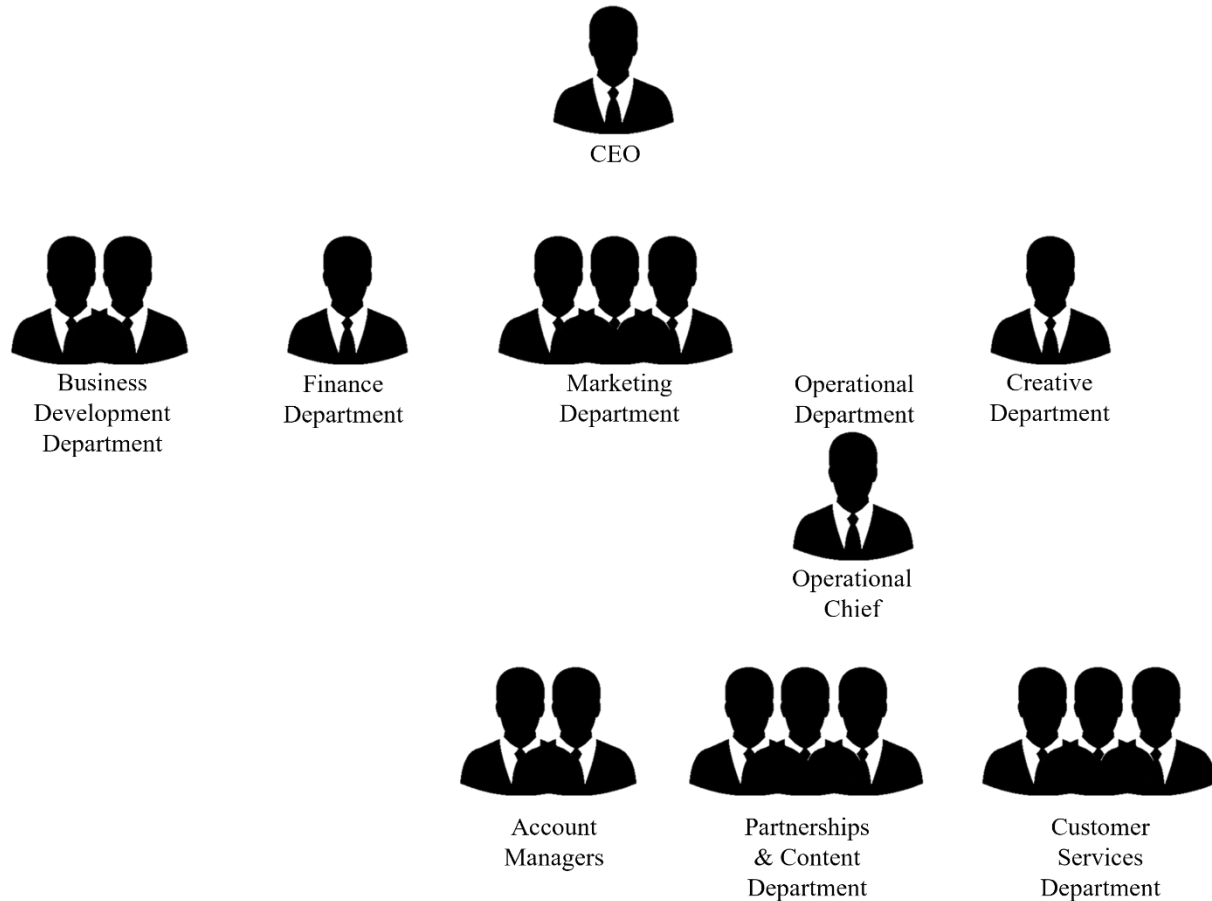 CEO
Business
Development
Department
Finance
Department
Marketing
Department
Operational
Department
Creative
Department
Operational
Chief
Account
Managers
Partnerships
& Content
Department
Customer
Services
Department